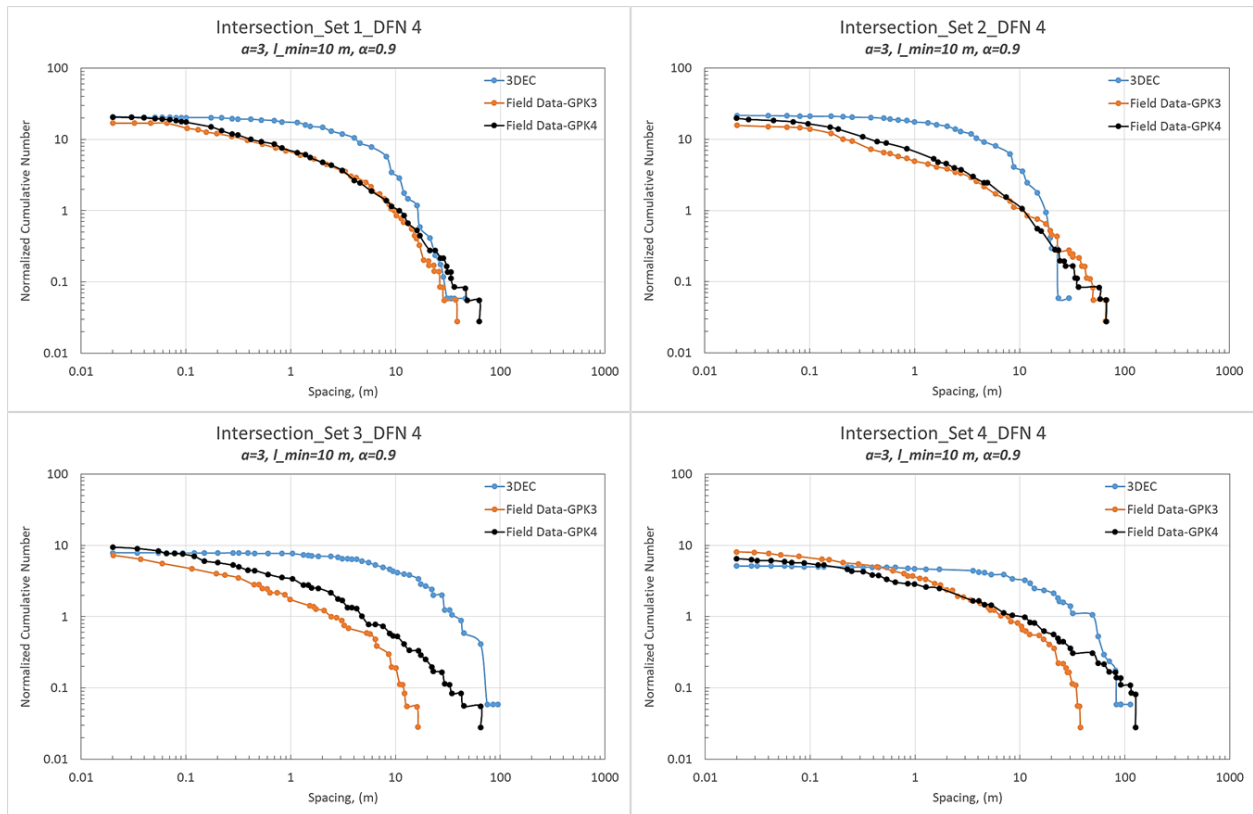 Intersection_Set 1_DFN 4
a=3, l_min=10 m, α=0.9
100
10
1
0.1
0.01
Normalized Cumulative Number
3DEC
Field Data-GPK3
Field Data-GPK4
0.01
0.1
1
10
100
1000
Spacing, (m)
Intersection_Set 2_DFN 4
a=3, l_min=10 m, α=0.9
100
10
1
0.1
0.01
Normalized Cumulative Number
3DEC
Field Data-GPK3
Field Data-GPK4
0.01
0.1
1
10
100
1000
Spacing, (m)
Intersection_Set 3_DFN 4
a=3, l_min=10 m, α=0.9
100
10
1
0.1
0.01
Normalized Cumulative Number
3DEC
Field Data-GPK3
Field Data-GPK4
0.01
0.1
1
10
100
1000
Spacing, (m)
Intersection_Set 4_DFN 4
a=3, l_min=10 m, α=0.9
100
10
1
0.1
0.01
Normalized Cumulative Number
3DEC
Field Data-GPK3
Field Data-GPK4
0.01
0.1
1
10
100
1000
Spacing, (m)